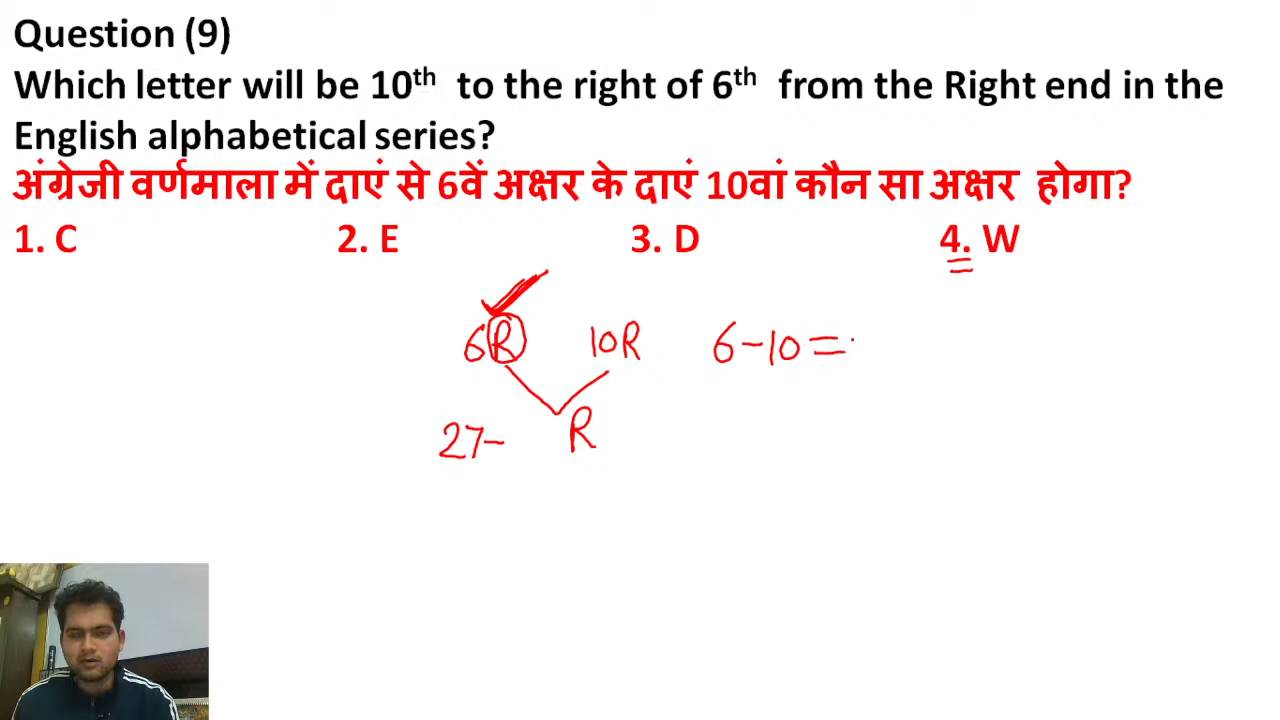 Question (9)
Which letter will be 10th to the right of 6th from the Right end in the
English alphabetical series?
अंग्रेजी वर्णमाला में दाएं से 6वें अक्षर के दाएं 10वां कौन सा अक्षर होगा?
1. C 2. E 3. D 4. W
6R 10R 6-10=
27- R